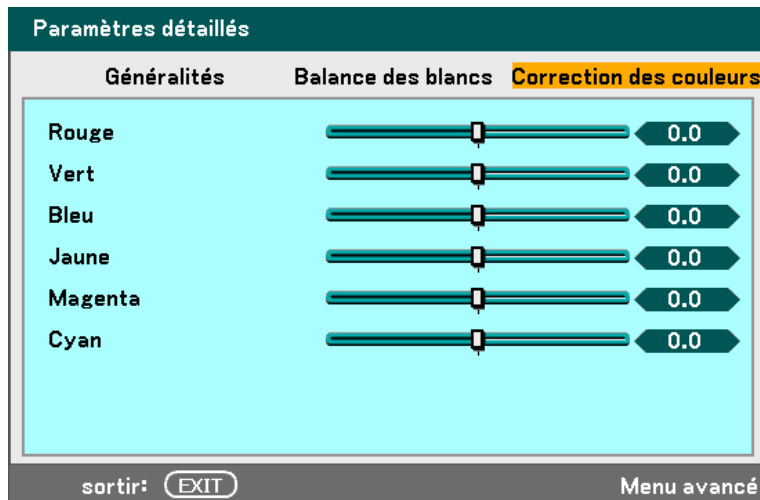 Paramètres détaillés
Généralités Balance des blancs Correction des couleurs
Rouge 0.0
Vert 0.0
Bleu 0.0
Jaune 0.0
Magenta 0.0
Cyan 0.0
sortir: EXIT Menu avancé